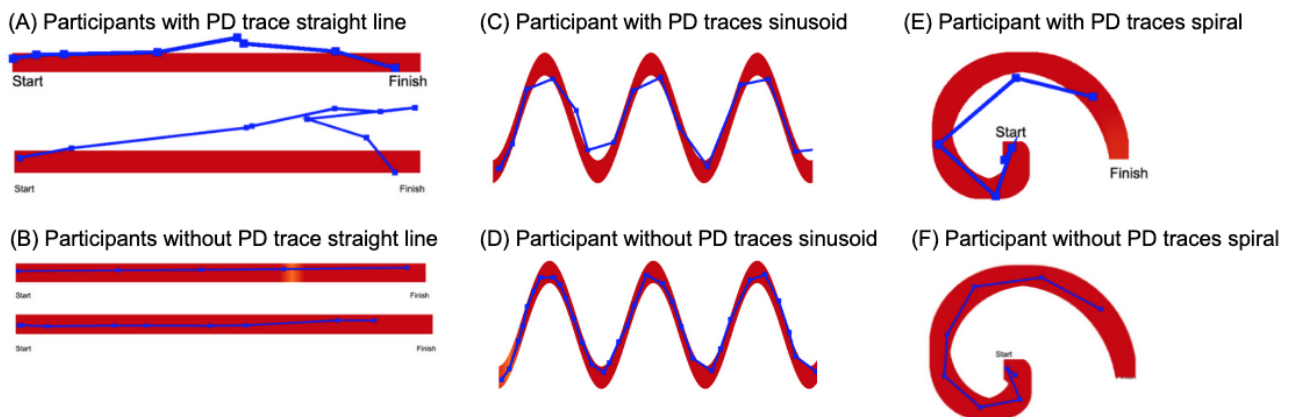 (A) Participants with PD trace straight line
Start
Finish
Start
Finish
(B) Participants without PD trace straight line
Start
Finish
Start
Finish
(C) Participant with PD traces sinusoid
(D) Participant without PD traces sinusoid
(E) Participant with PD traces spiral
Start
Finish
(F) Participant without PD traces spiral
Start